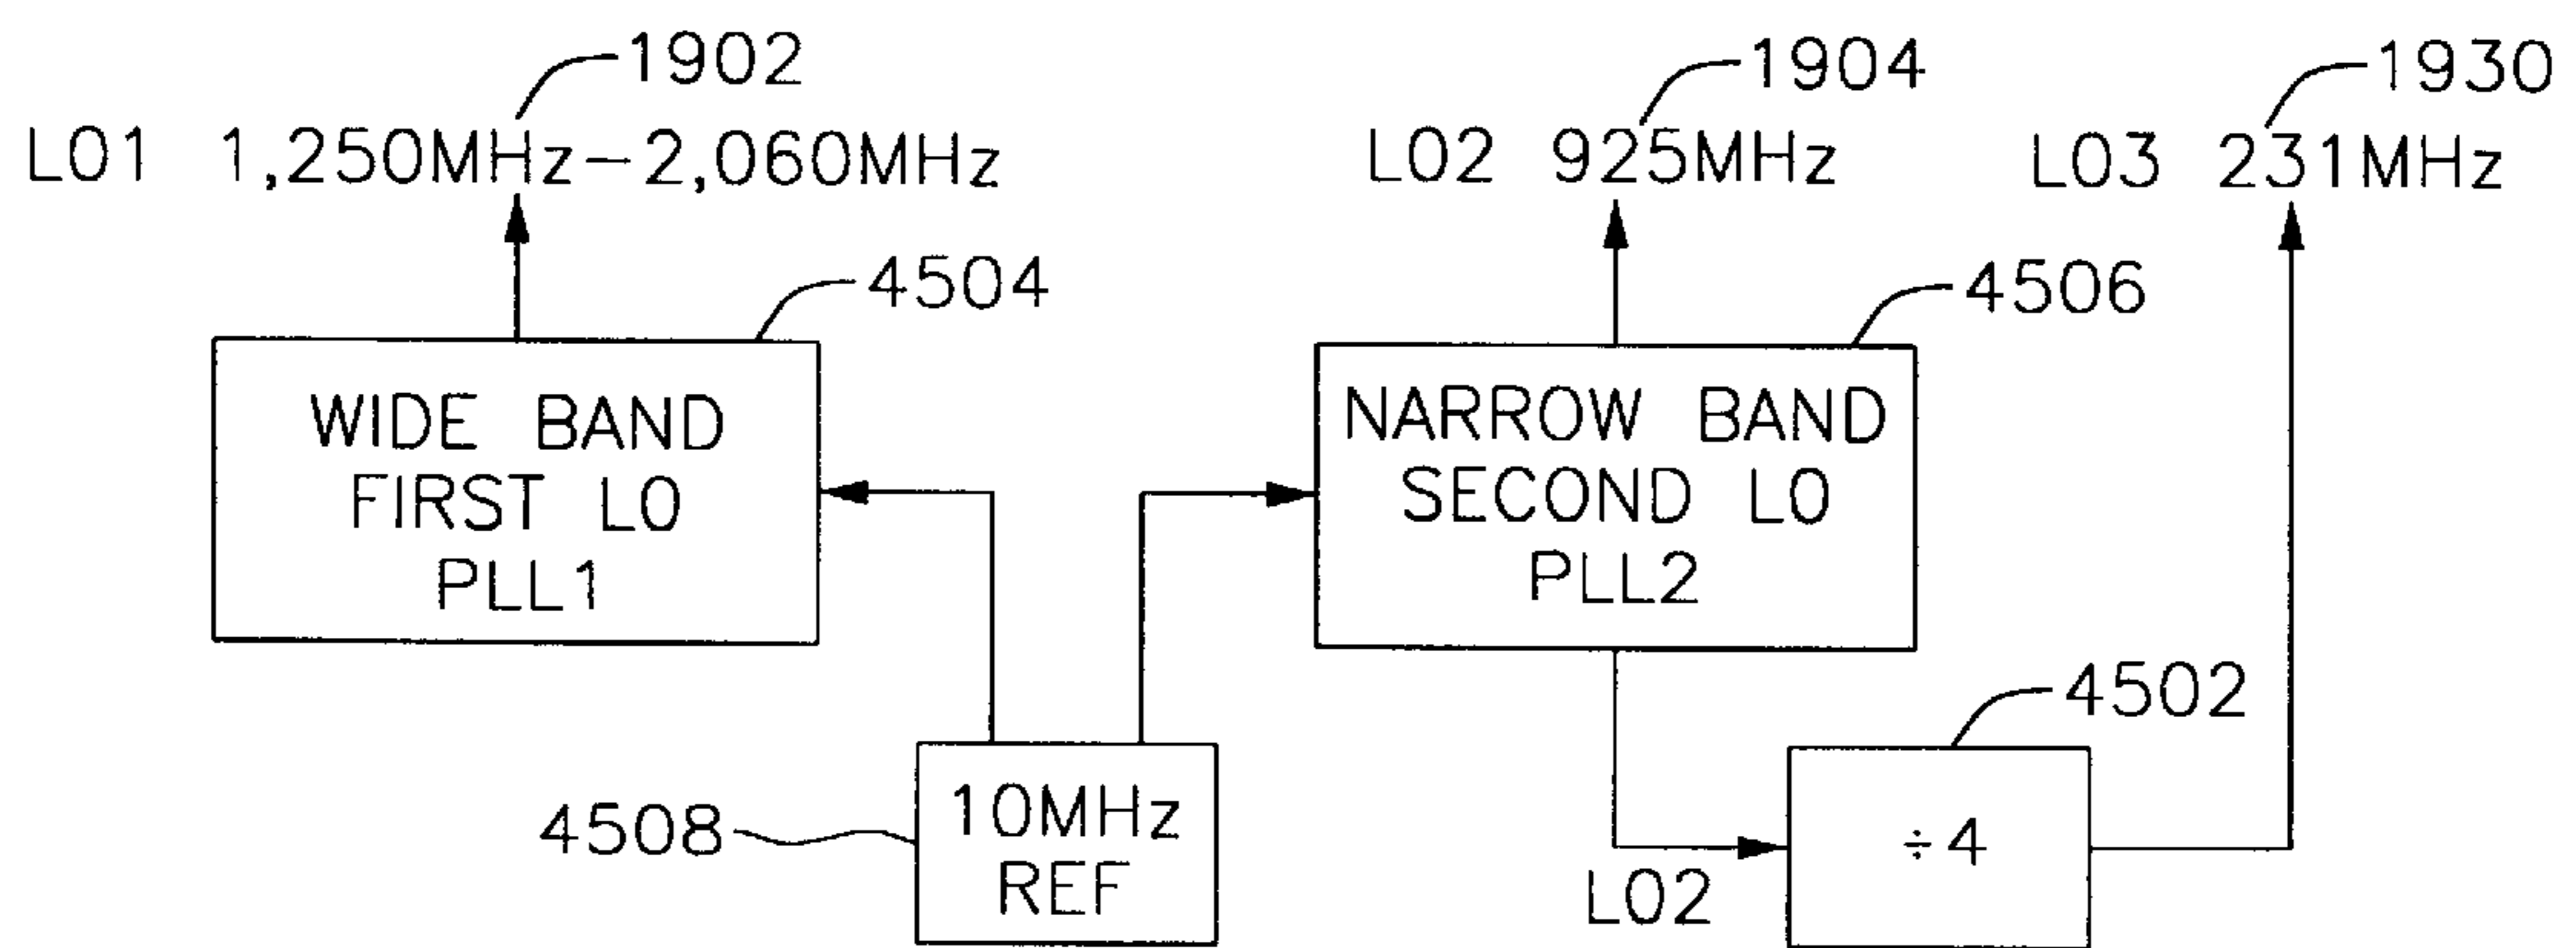 1902
1904
1930
LO1 1,250MHz-2,060MHz
LO2 925MHz
LO3 231MHz
4504
4506
WIDE BAND
FIRST LO
PLL1
NARROW BAND
SECOND LO
PLL2
4502
4508
10MHz
REF
÷4
LO2